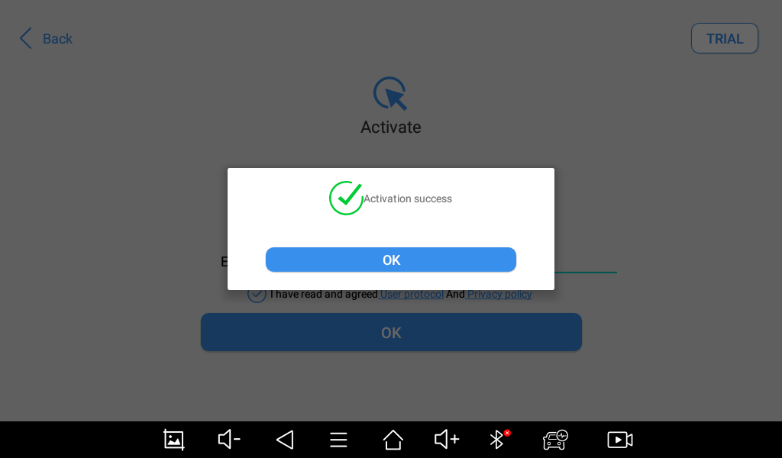 Back
TRIAL
Activate
Activation success
OK
E
I have read and agreed User protocol And Privacy policy
OK